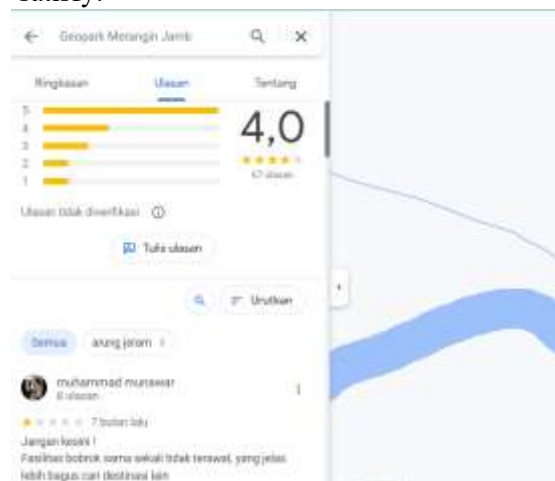 Geopark Merangin Jambi
Ringkasan Ulasan Tentang
5
4
3
2
1
4,0
67 ulasan
Ulasan tidak diverifikasi
Tulis ulasan
Urutkan
Semua arung jeram
muhammad munawar
7 bulan lalu
Jangan kesini !
Fasilitas bobrok sama sekali tidak terawat, yang jelas
lebih bagus cari destinasi lain